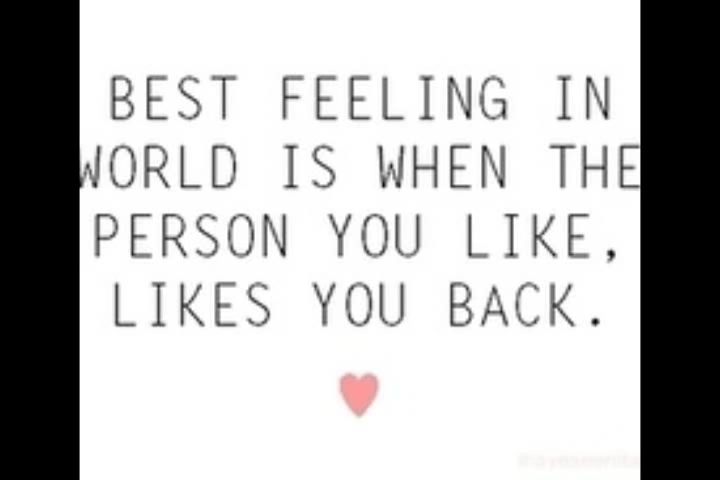 BEST FEELING IN
WORLD IS WHEN THE
PERSON YOU LIKE,
LIKES YOU BACK.